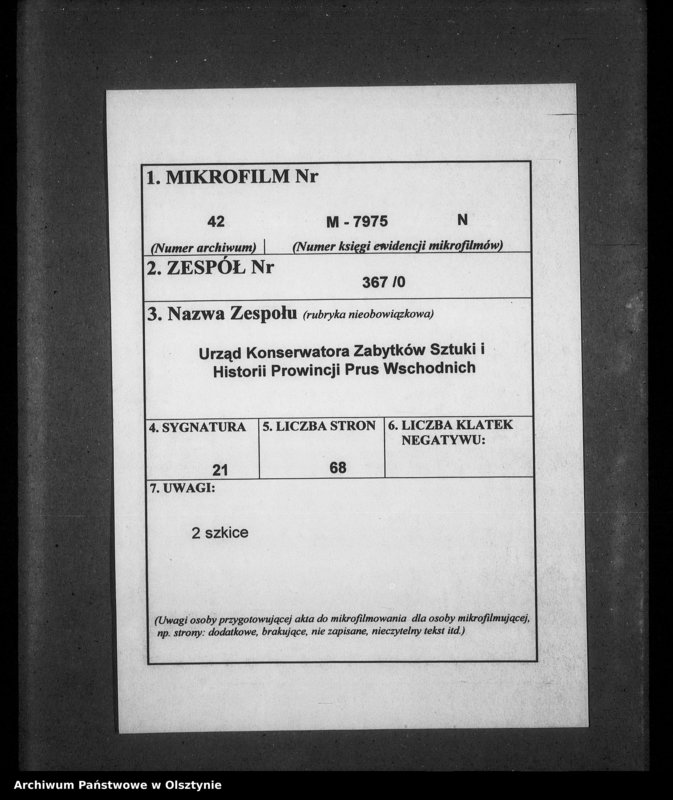 1. MIKROFILM Nr
42 M - 7975 N
(Numer archiwum) (Numer księgi ewidencji mikrofilmów)
2. ZESPÓŁ Nr
367 /0
3. Nazwa Zespołu (rubryka nieobowiązkowa)
Urząd Konserwatora Zabytków Sztuki i
Historii Prowincji Prus Wschodnich
4. SYGNATURA 5. LICZBA STRON 6. LICZBA KLATEK
NEGATYWU:
21 68
7. UWAGI:
2 szkice
(Uwagi osoby przygotowującej akta do mikrofilmowania dla osoby mikrofilmującej,
np. strony: dodatkowe, brakujące, nie zapisane, nieczytelny tekst itd.)
Archiwum Państwowe w Olsztynie